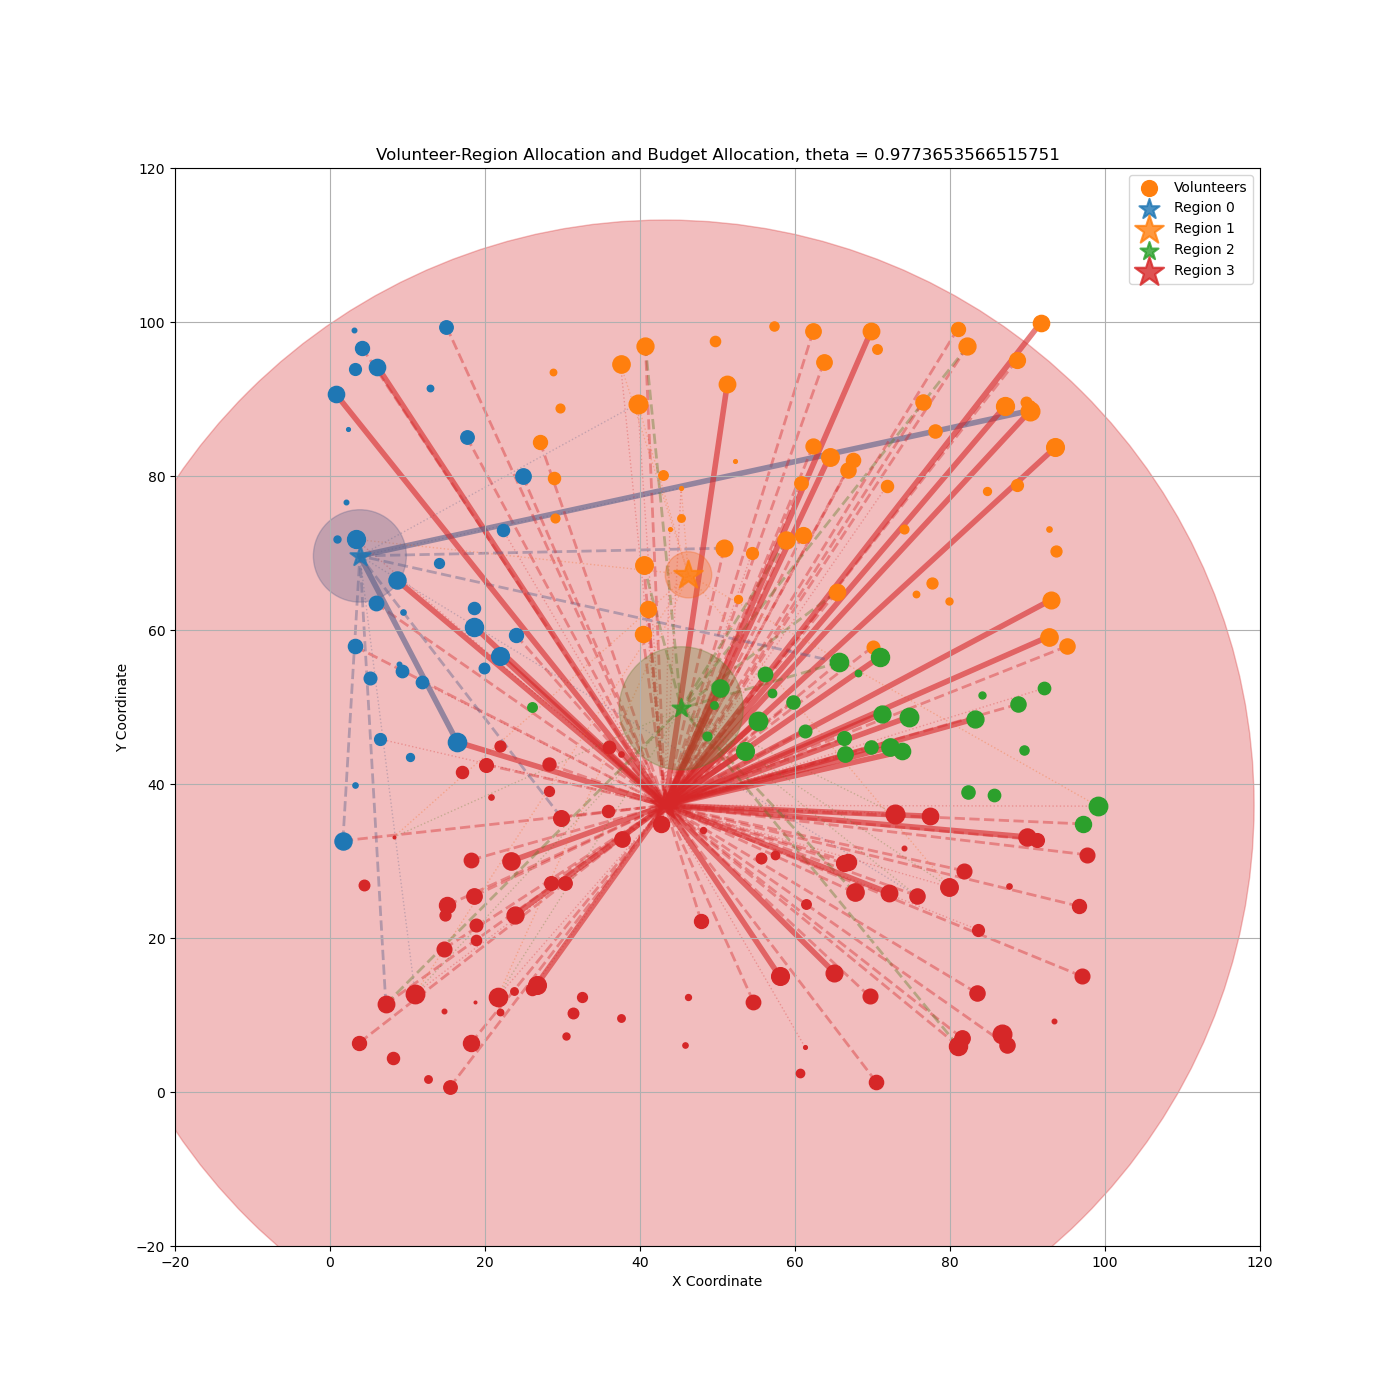 Volunteer-Region Allocation and Budget Allocation, theta = 0.9773653566515751
120
Volunteers
Region 0
Region 1
Region 2
Region 3
100
80
60
Y Coordinate
40
20
0
−20
−20 0 20 40 60 80 100 120
X Coordinate